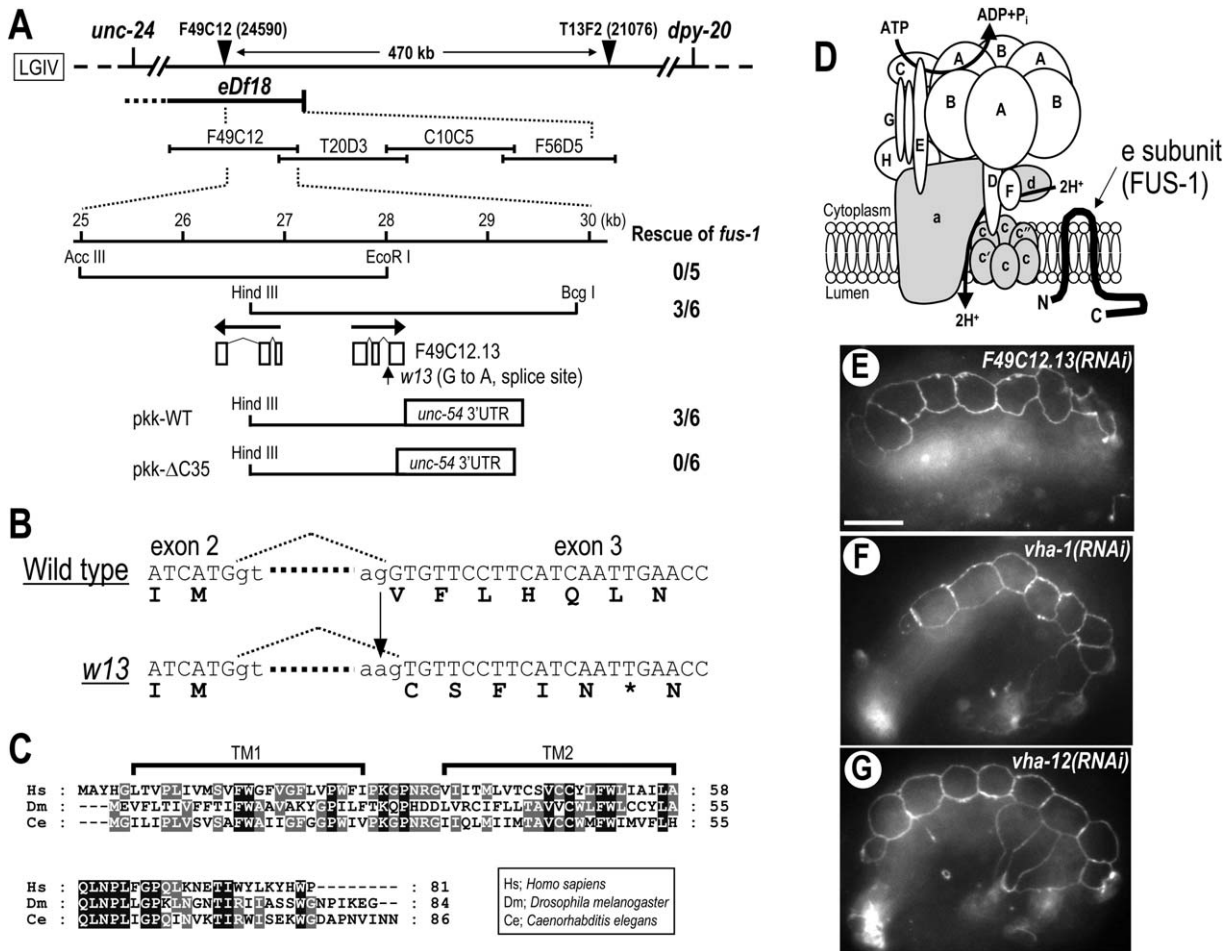 A
unc-24
F49C12 (24590)
T13F2 (21076)
dpy-20
470 kb
LGIV
eDf18
F49C12
C10C5
T20D3
F56D5
25 26 27 28 29 30 (kb)
Rescue of fus-1
Acc III
EcoR I
0/5
Hind III
Bcg I
3/6
F49C12.13
w13 (G to A, splice site)
pkk-WT
Hind III
unc-54 3'UTR
3/6
pkk-ΔC35
Hind III
unc-54 3'UTR
0/6
B
exon 2
exon 3
Wild type
ATCATGgt
agGTGTTCCTTCATCAATTGAACC
I M
V F L H Q L N
w13
ATCATGgt
aagTGTTCCTTCATCAATTGAACC
I M
C S F I N * N
C
TM1
TM2
Hs : MAYHGLTVPLIVMSVFWGFVGFLVPWFIPKGPNRGVIITMLVTCSVCCYLFWLIAILA : 58
Dm : ---MEVFLTIVFFTIFWAAVAKYGPILFTKQPHDDLVRCIFLLTAVVCWLFWLCCYLA : 55
Ce : ---MGILIPLVSVSAFWAIIGFGGPWIVPKGPNRGIIQLMIIMTAVCCWMFWIMVFLH : 55
Hs : QLNPLFGPQLKNETIWYLKYHWP-------- : 81
Dm : QLNPLLGPKLNGNTIRIIASSWGNPIKEG-- : 84
Ce : QLNPLIGPQINVKTIRWISEKWGDAPNVINN : 86
Hs; Homo sapiens
Dm; Drosophila melanogaster
Ce; Caenorhabditis elegans
D
ATP
ADP+Pi
C
A
B
A
B
A
B
G
E
H
D
F
d
2H+
a
Cytoplasm
c
c
c''
c'
c
c
Lumen
2H+
N
C
e subunit
(FUS-1)
E
F49C12.13(RNAi)
F
vha-1(RNAi)
G
vha-12(RNAi)